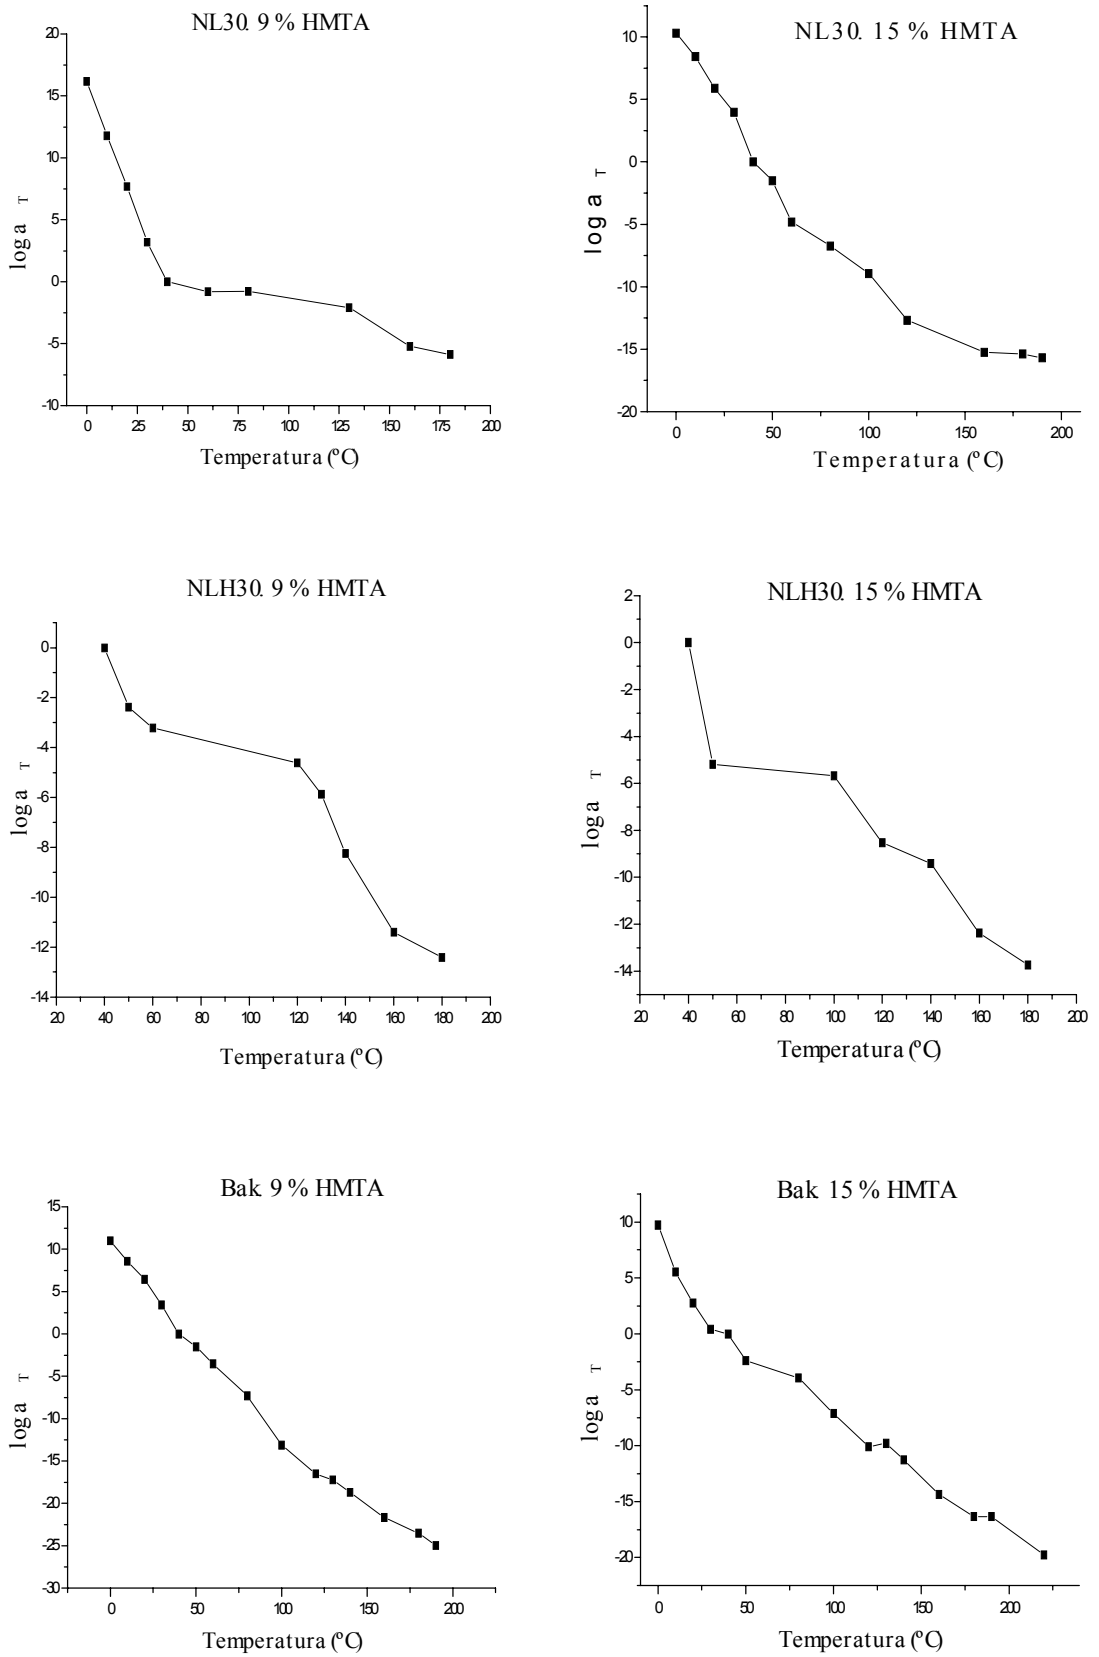 NL30. 9 % HMTA
20
15
10
5
0
-5
-10
log a T
0 25 50 75 100 125 150 175 200
Temperatura (ºC)
NL30. 15 % HMTA
10
5
0
-5
-10
-15
-20
log a T
0 50 100 150 200
Temperatura (ºC)
NLH30. 9 % HMTA
0
-2
-4
-6
-8
-10
-12
-14
log a T
20 40 60 80 100 120 140 160 180 200
Temperatura (ºC)
NLH30. 15 % HMTA
2
0
-2
-4
-6
-8
-10
-12
-14
log a T
20 40 60 80 100 120 140 160 180 200
Temperatura (ºC)
Bak. 9 % HMTA
15
10
5
0
-5
-10
-15
-20
-25
-30
log a T
0 50 100 150 200
Temperatura (ºC)
Bak. 15 % HMTA
10
5
0
-5
-10
-15
-20
log a T
0 50 100 150 200
Temperatura (ºC)